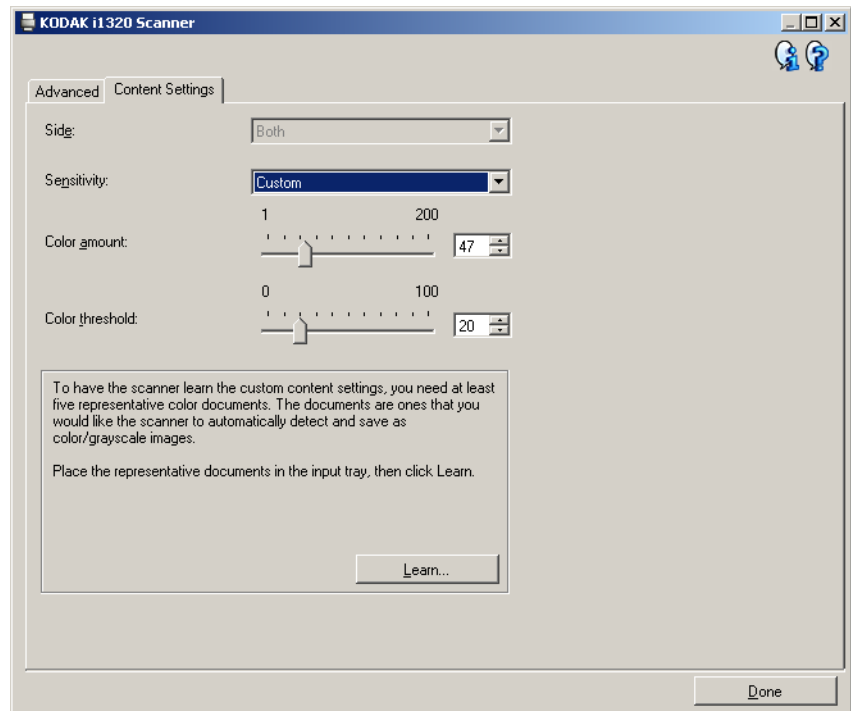 KODAK i1320 Scanner
Advanced
Content Settings
Side:
Both
Sensitivity:
Custom
1 200
Color amount:
47
0 100
Color threshold:
20
To have the scanner learn the custom content settings, you need at least
five representative color documents. The documents are ones that you
would like the scanner to automatically detect and save as
color/grayscale images.
Place the representative documents in the input tray, then click Learn.
Learn...
Done